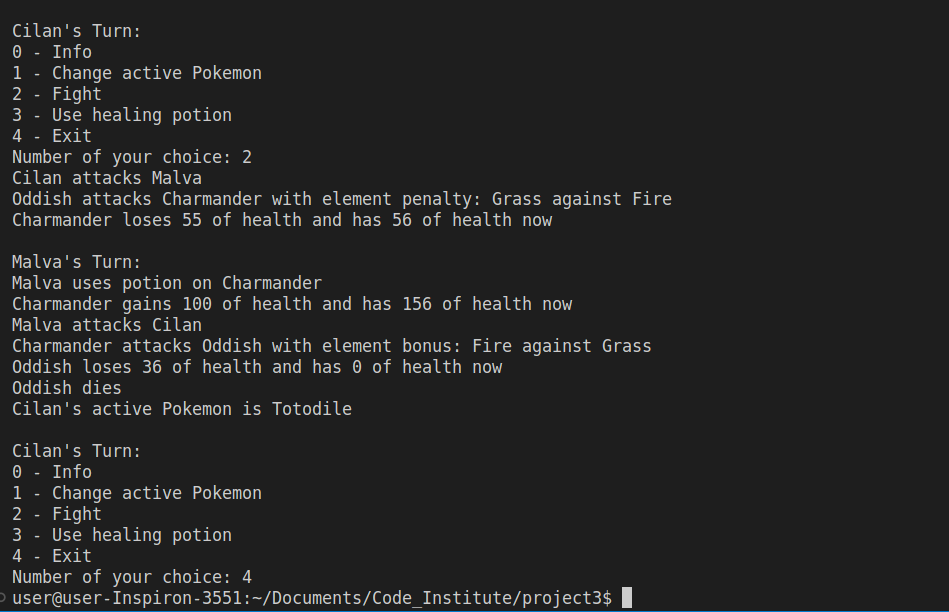 Cilan's Turn:
0 - Info
1 - Change active Pokemon
2 - Fight
3 - Use healing potion
4 - Exit
Number of your choice: 2
Cilan attacks Malva
Oddish attacks Charmander with element penalty: Grass against Fire
Charmander loses 55 of health and has 56 of health now

Malva's Turn:
Malva uses potion on Charmander
Charmander gains 100 of health and has 156 of health now
Malva attacks Cilan
Charmander attacks Oddish with element bonus: Fire against Grass
Oddish loses 36 of health and has 0 of health now
Oddish dies
Cilan's active Pokemon is Totodile

Cilan's Turn:
0 - Info
1 - Change active Pokemon
2 - Fight
3 - Use healing potion
4 - Exit
Number of your choice: 4
user@user-Inspiron-3551:~/Documents/Code_Institute/project3$